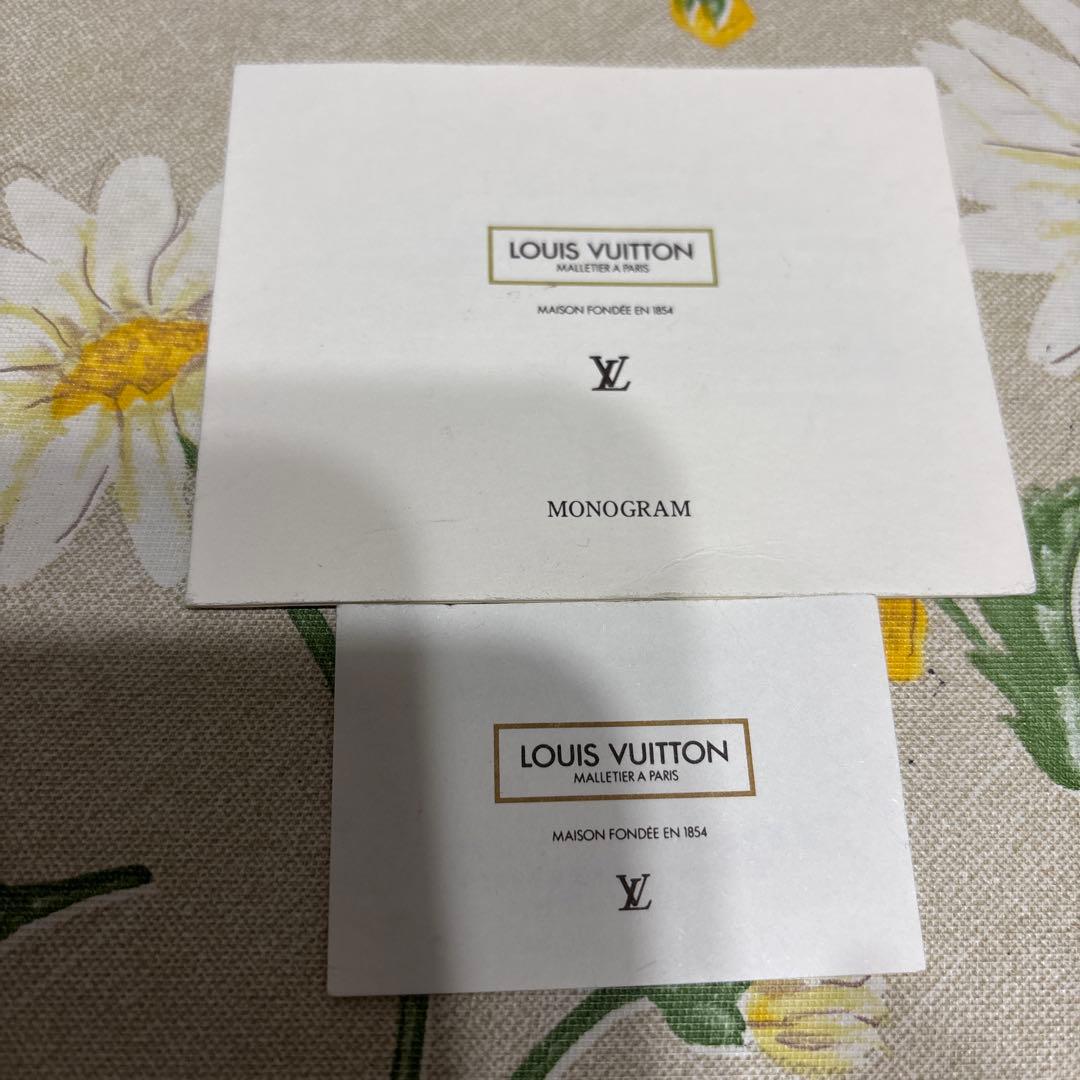 LOUIS VUITTON
MALLETIER A PARIS
MAISON FONDÉE EN 1854
LV
MONOGRAM
LOUIS VUITTON
MALLETIER A PARIS
MAISON FONDÉE EN 1854
LV